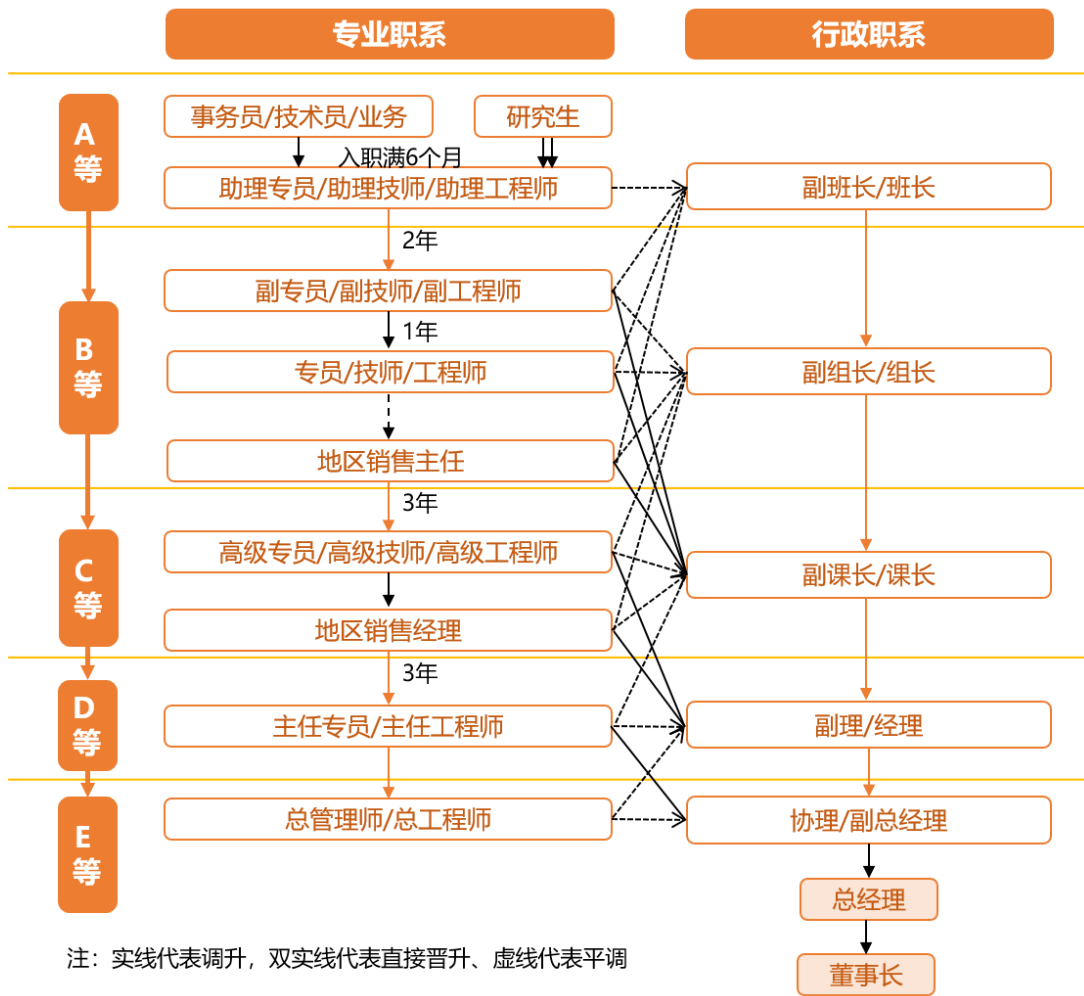 专业职系
行政职系
A等
事务员/技术员/业务
研究生
入职满6个月
助理专员/助理技师/助理工程师
副班长/班长
2年
B等
副专员/副技师/副工程师
1年
专员/技师/工程师
副组长/组长
地区销售主任
3年
C等
高级专员/高级技师/高级工程师
副课长/课长
地区销售经理
3年
D等
主任专员/主任工程师
副理/经理
E等
总管理师/总工程师
协理/副总经理
总经理
董事长
注：实线代表调升，双实线代表直接晋升、虚线代表平调